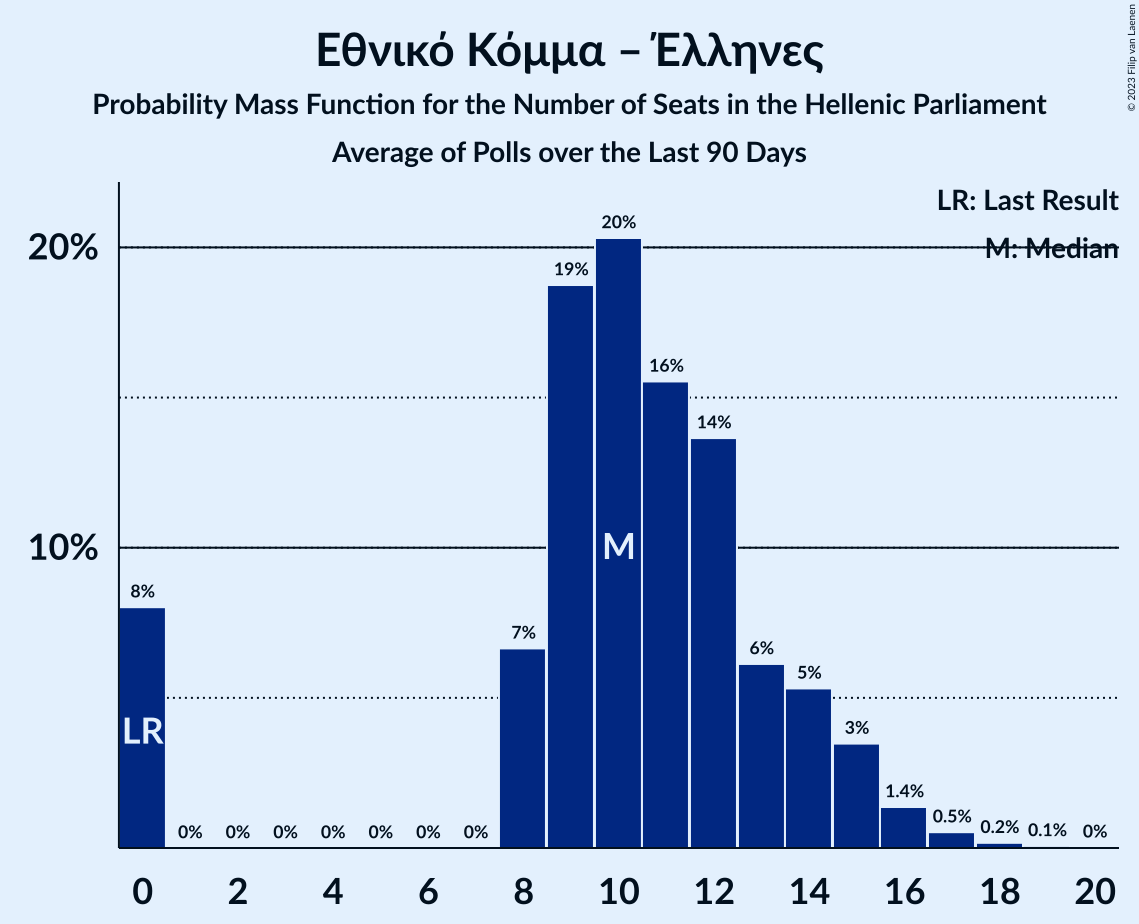 Εθνικό Κόμμα – Έλληνες
Probability Mass Function for the Number of Seats in the Hellenic Parliament
Average of Polls over the Last 90 Days
© 2023 Filip van Laenen
LR: Last Result
M: Median
20%
10%
8%
0%
0%
0%
0%
0%
0%
0%
7%
19%
20%
16%
14%
6%
5%
3%
1.4%
0.5%
0.2%
0.1%
0%
LR
M
0 2 4 6 8 10 12 14 16 18 20